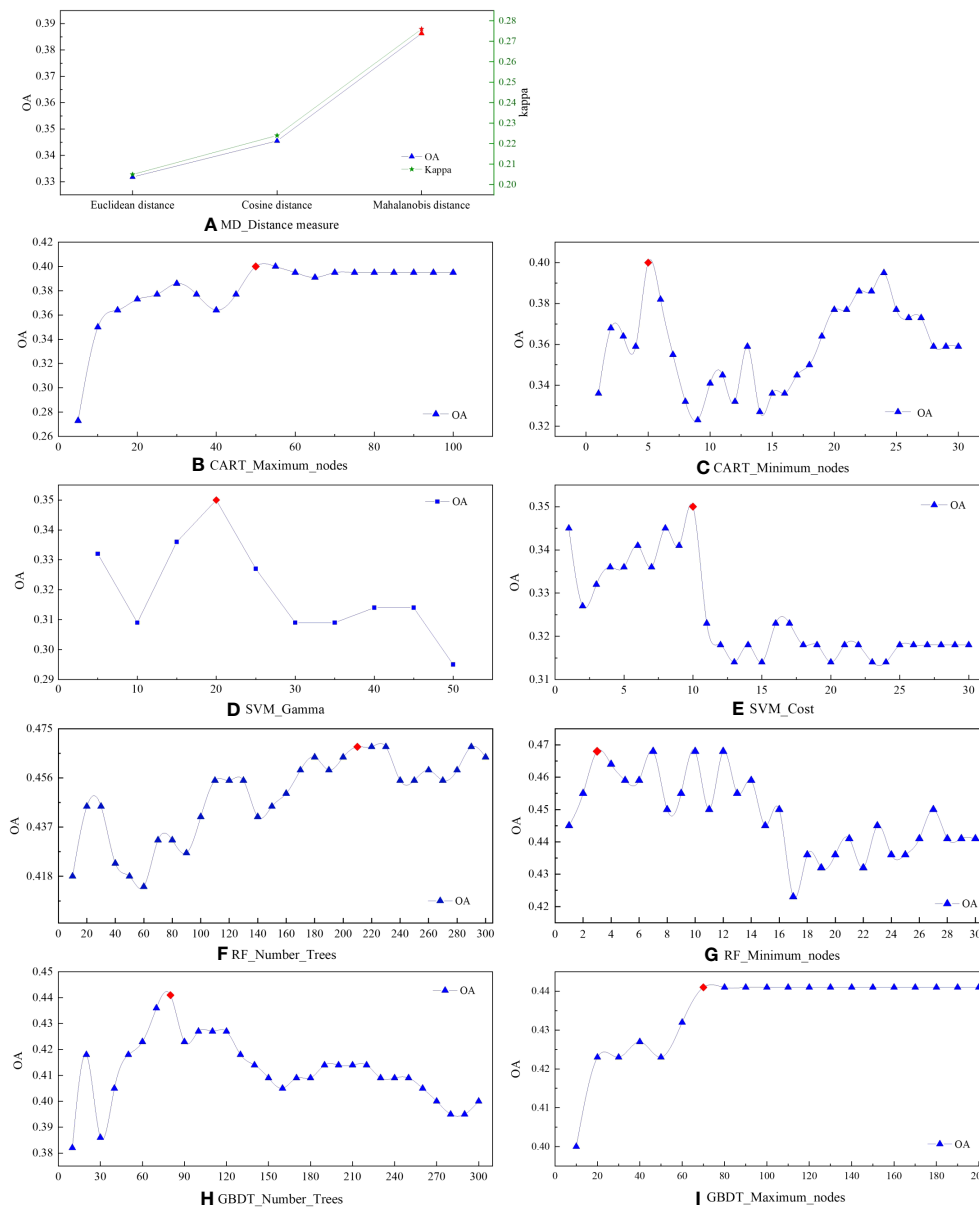 0.39
0.38
0.37
0.36
0.35
0.34
0.33
OA
0.28
0.27
0.26
0.25
0.24
0.23
0.22
0.21
0.20
kappa
OA
Kappa
Euclidean distance Cosine distance Mahalanobis distance
A MD_Distance measure
0.42
0.40
0.38
0.36
0.34
0.32
0.30
0.28
0.26
OA
OA
0 20 40 60 80 100
B CART_Maximum_nodes
0.40
0.38
0.36
0.34
0.32
OA
OA
0 5 10 15 20 25 30
C CART_Minimum_nodes
0.35
0.34
0.33
0.32
0.31
0.30
0.29
OA
OA
0 10 20 30 40 50
D SVM_Gamma
0.35
0.34
0.33
0.32
0.31
OA
OA
0 5 10 15 20 25 30
E SVM_Cost
0.475
0.456
0.437
0.418
OA
OA
0 20 40 60 80 100 120 140 160 180 200 220 240 260 280 300
F RF_Number_Trees
0.47
0.46
0.45
0.44
0.43
0.42
OA
OA
0 2 4 6 8 10 12 14 16 18 20 22 24 26 28 30
G RF_Minimum_nodes
0.45
0.44
0.43
0.42
0.41
0.40
0.39
0.38
OA
OA
0 30 60 90 120 150 180 210 240 270 300
H GBDT_Number_Trees
0.44
0.43
0.42
0.41
0.40
OA
OA
0 20 40 60 80 100 120 140 160 180 200
I GBDT_Maximum_nodes